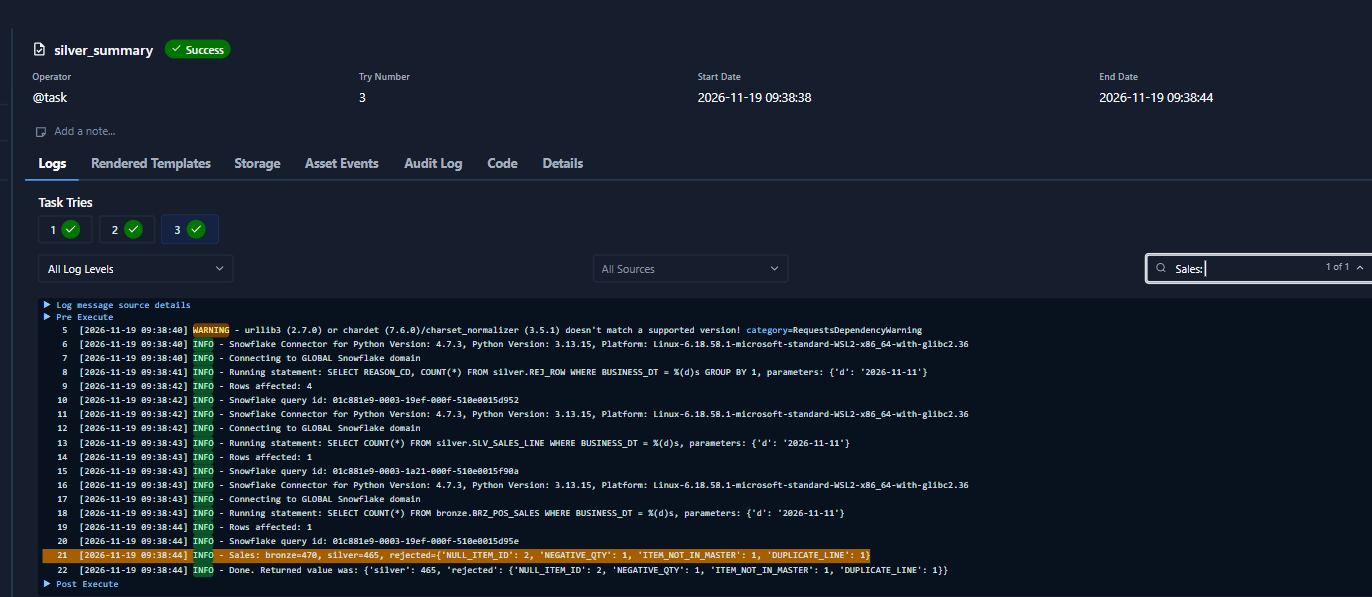 silver_summary Success
Operator Try Number Start Date End Date
@task 3 2026-11-19 09:38:38 2026-11-19 09:38:44
Add a note...
Logs Rendered Templates Storage Asset Events Audit Log Code Details
Task Tries
1 2 3
All Log Levels All Sources Sales: 1 of 1
Log message source details
Pre Execute
5 [2026-11-19 09:38:40] WARNING - urllib3 (2.7.0) or chardet (7.6.0)/charset_normalizer (3.5.1) doesn't match a supported version! category=RequestsDependencyWarning
6 [2026-11-19 09:38:40] INFO - Snowflake Connector for Python Version: 4.7.3, Python Version: 3.13.15, Platform: Linux-6.18.58.1-microsoft-standard-WSL2-x86_64-with-glibc2.36
7 [2026-11-19 09:38:40] INFO - Connecting to GLOBAL Snowflake domain
8 [2026-11-19 09:38:41] INFO - Running statement: SELECT REASON_CD, COUNT(*) FROM silver.REJ_ROW WHERE BUSINESS_DT = %(d)s GROUP BY 1, parameters: {'d': '2026-11-11'}
9 [2026-11-19 09:38:42] INFO - Rows affected: 4
10 [2026-11-19 09:38:42] INFO - Snowflake query id: 01c881e9-0003-19ef-000f-510e0015d952
11 [2026-11-19 09:38:42] INFO - Snowflake Connector for Python Version: 4.7.3, Python Version: 3.13.15, Platform: Linux-6.18.58.1-microsoft-standard-WSL2-x86_64-with-glibc2.36
12 [2026-11-19 09:38:42] INFO - Connecting to GLOBAL Snowflake domain
13 [2026-11-19 09:38:43] INFO - Running statement: SELECT COUNT(*) FROM silver.SLV_SALES_LINE WHERE BUSINESS_DT = %(d)s, parameters: {'d': '2026-11-11'}
14 [2026-11-19 09:38:43] INFO - Rows affected: 1
15 [2026-11-19 09:38:43] INFO - Snowflake query id: 01c881e9-0003-1a21-000f-510e0015f90a
16 [2026-11-19 09:38:43] INFO - Snowflake Connector for Python Version: 4.7.3, Python Version: 3.13.15, Platform: Linux-6.18.58.1-microsoft-standard-WSL2-x86_64-with-glibc2.36
17 [2026-11-19 09:38:43] INFO - Connecting to GLOBAL Snowflake domain
18 [2026-11-19 09:38:43] INFO - Running statement: SELECT COUNT(*) FROM bronze.BRZ_POS_SALES WHERE BUSINESS_DT = %(d)s, parameters: {'d': '2026-11-11'}
19 [2026-11-19 09:38:44] INFO - Rows affected: 1
20 [2026-11-19 09:38:44] INFO - Snowflake query id: 01c881e9-0003-19ef-000f-510e0015d95e
21 [2026-11-19 09:38:44] INFO - Sales: bronze=470, silver=465, rejected={'NULL_ITEM_ID': 2, 'NEGATIVE_QTY': 1, 'ITEM_NOT_IN_MASTER': 1, 'DUPLICATE_LINE': 1}
22 [2026-11-19 09:38:44] INFO - Done. Returned value was: {'silver': 465, 'rejected': {'NULL_ITEM_ID': 2, 'NEGATIVE_QTY': 1, 'ITEM_NOT_IN_MASTER': 1, 'DUPLICATE_LINE': 1}}
Post Execute